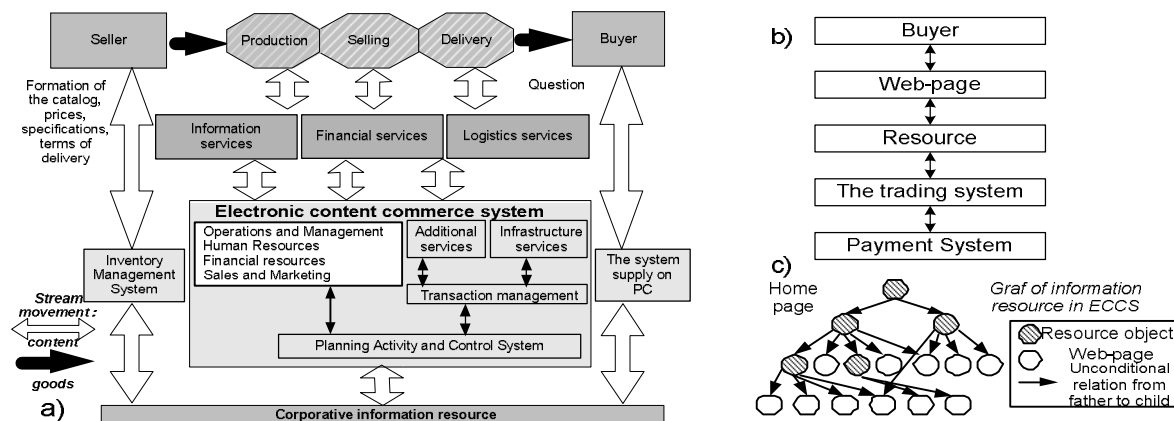 Seller
Production
Selling
Delivery
Buyer
Formation of
the catalog,
prices,
specifications,
terms of
delivery
Question
Information
services
Financial services
Logistics services
Electronic content commerce system
Operations and Management
Human Resources
Financial resources
Sales and Marketing
Additional
services
Infrastructure
services
Transaction management
Planning Activity and Control System
Inventory
Management
System
The system
supply on
PC
Stream
movement:
content
goods
a)
Corporative information resource
b)
Buyer
Web-page
Resource
The trading system
Payment System
c)
Home
page
Graf of information
resource in ECCS
Resource object
Web-page
Unconditional
relation from
father to child